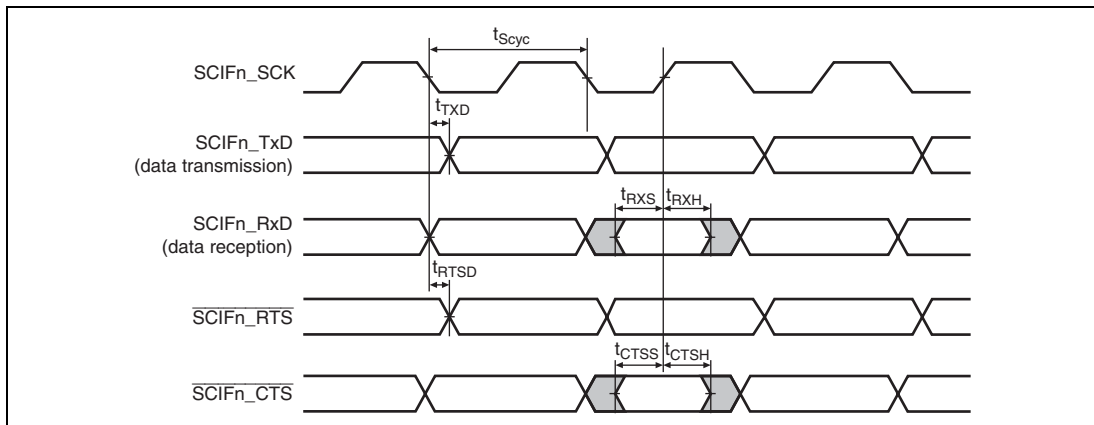 tScyc
SCIFn_SCK
tTXD
SCIFn_TxD
(data transmission)
tRXS tRXH
SCIFn_RxD
(data reception)
tRTSD
SCIFn_RTS
tCTSS tCTSH
SCIFn_CTS